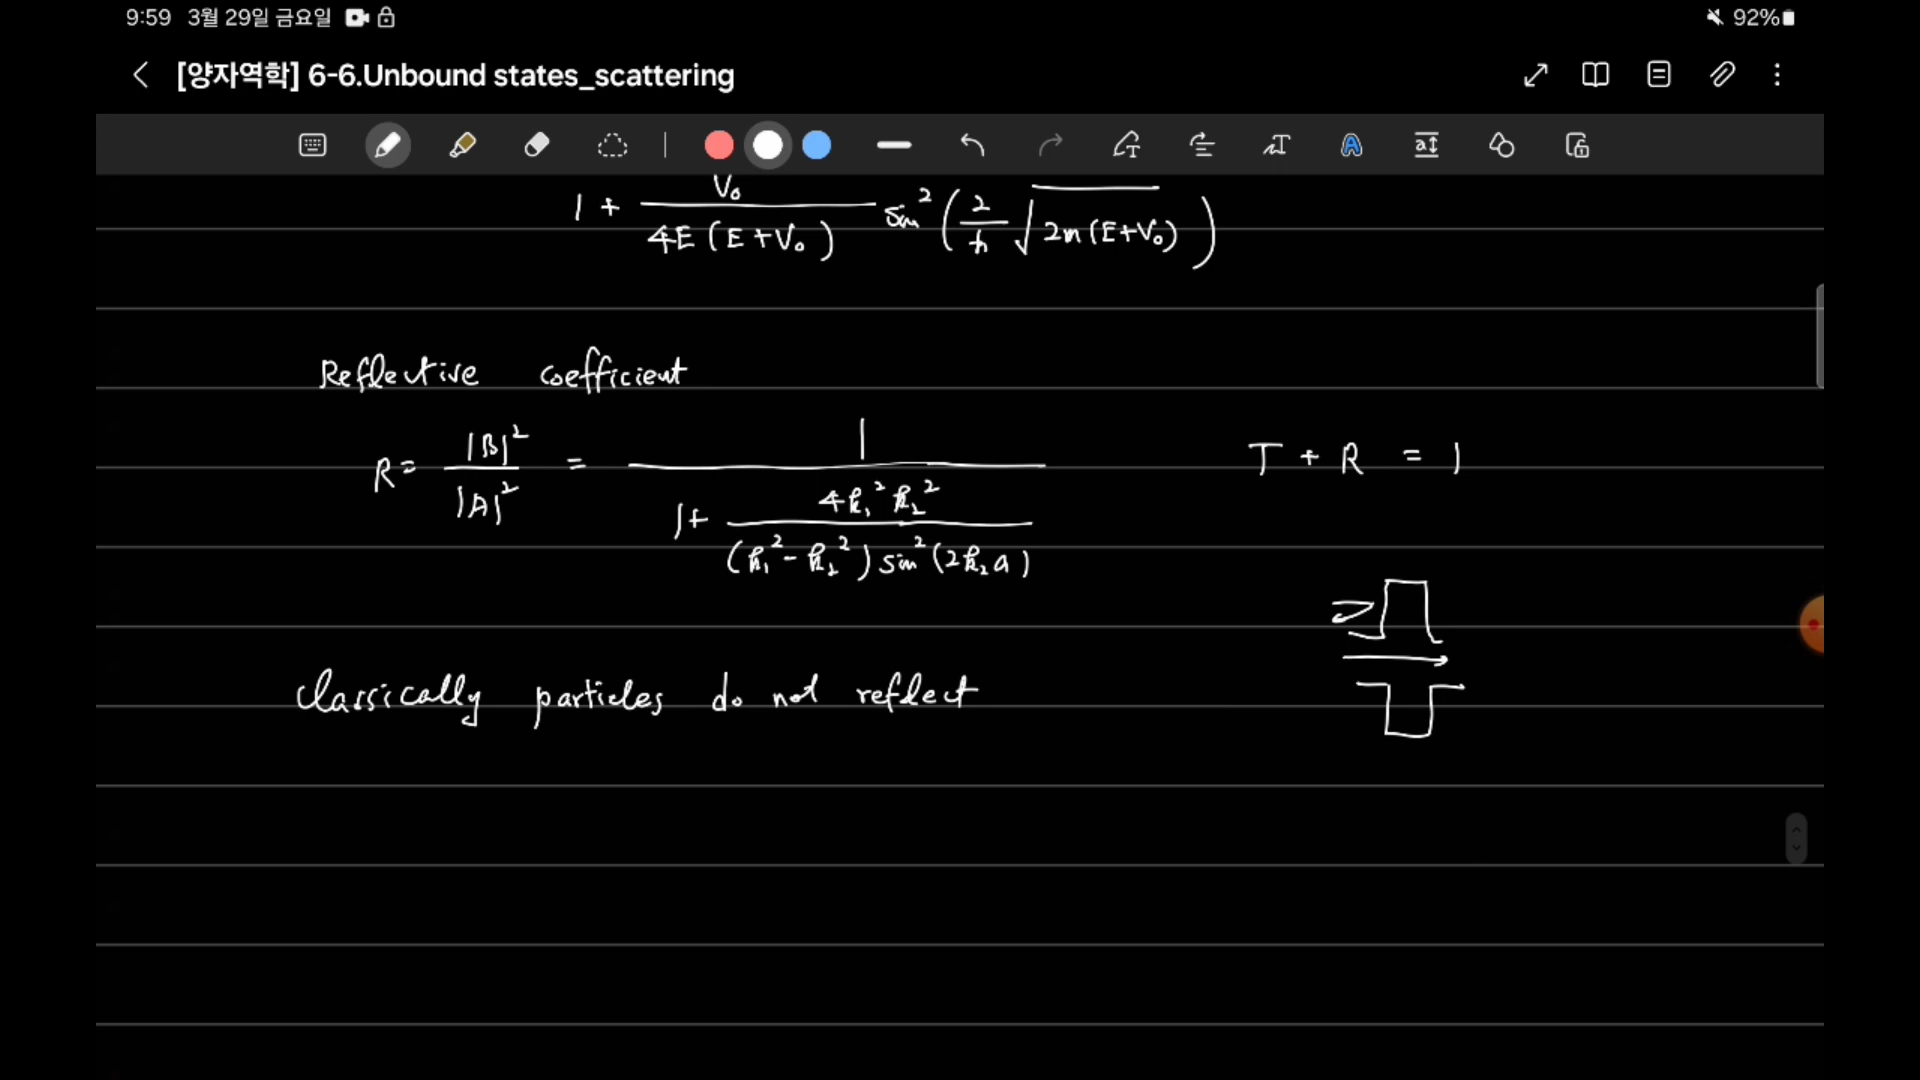 9:59 3월 29일 금요일 92%
[양자역학] 6-6.Unbound states_scattering
1 + V₀ / 4E (E+V₀) sin² (2/ħ √2m(E+V₀))
Reflective coefficient
R = |B|² / |A|² = 1 / 1+ 4k₁² k₂² / (k₁² - k₂²) sin² (2k₂a) T + R = 1
Classically particles do not reflect